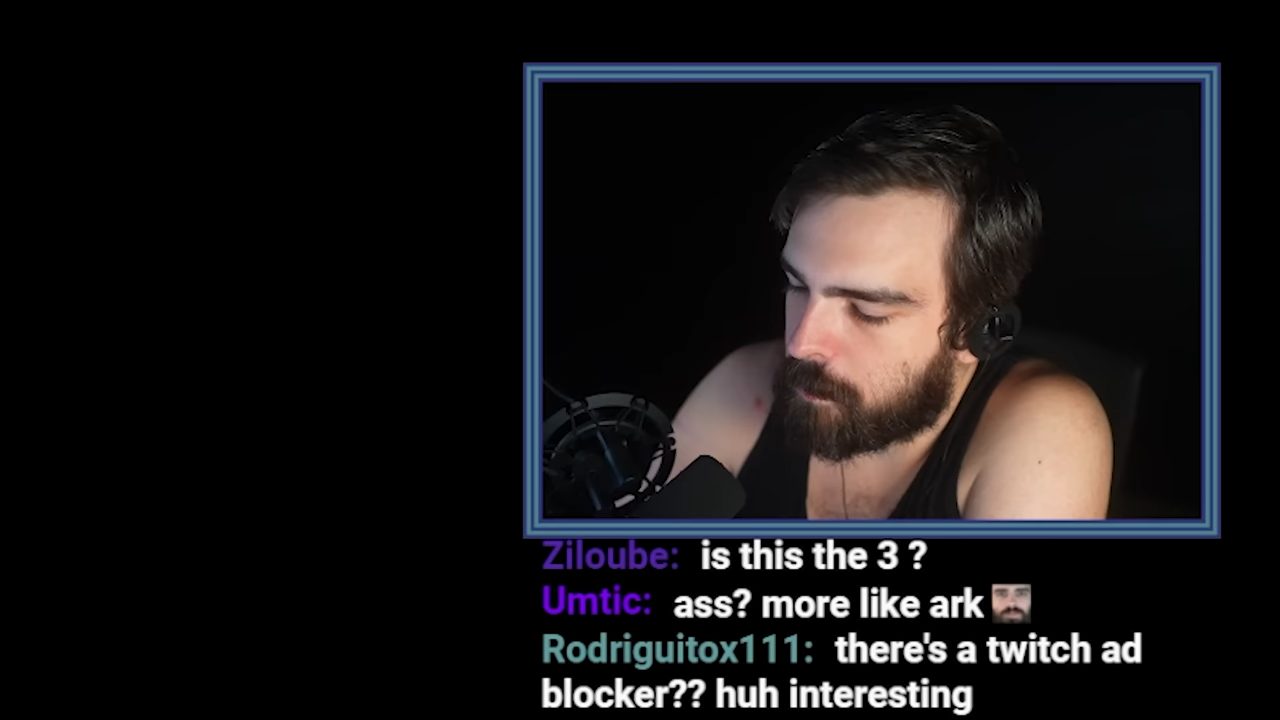 Ziloube: is this the 3 ?
Umtic: ass? more like ark
Rodriguitox111: there's a twitch ad
blocker?? huh interesting